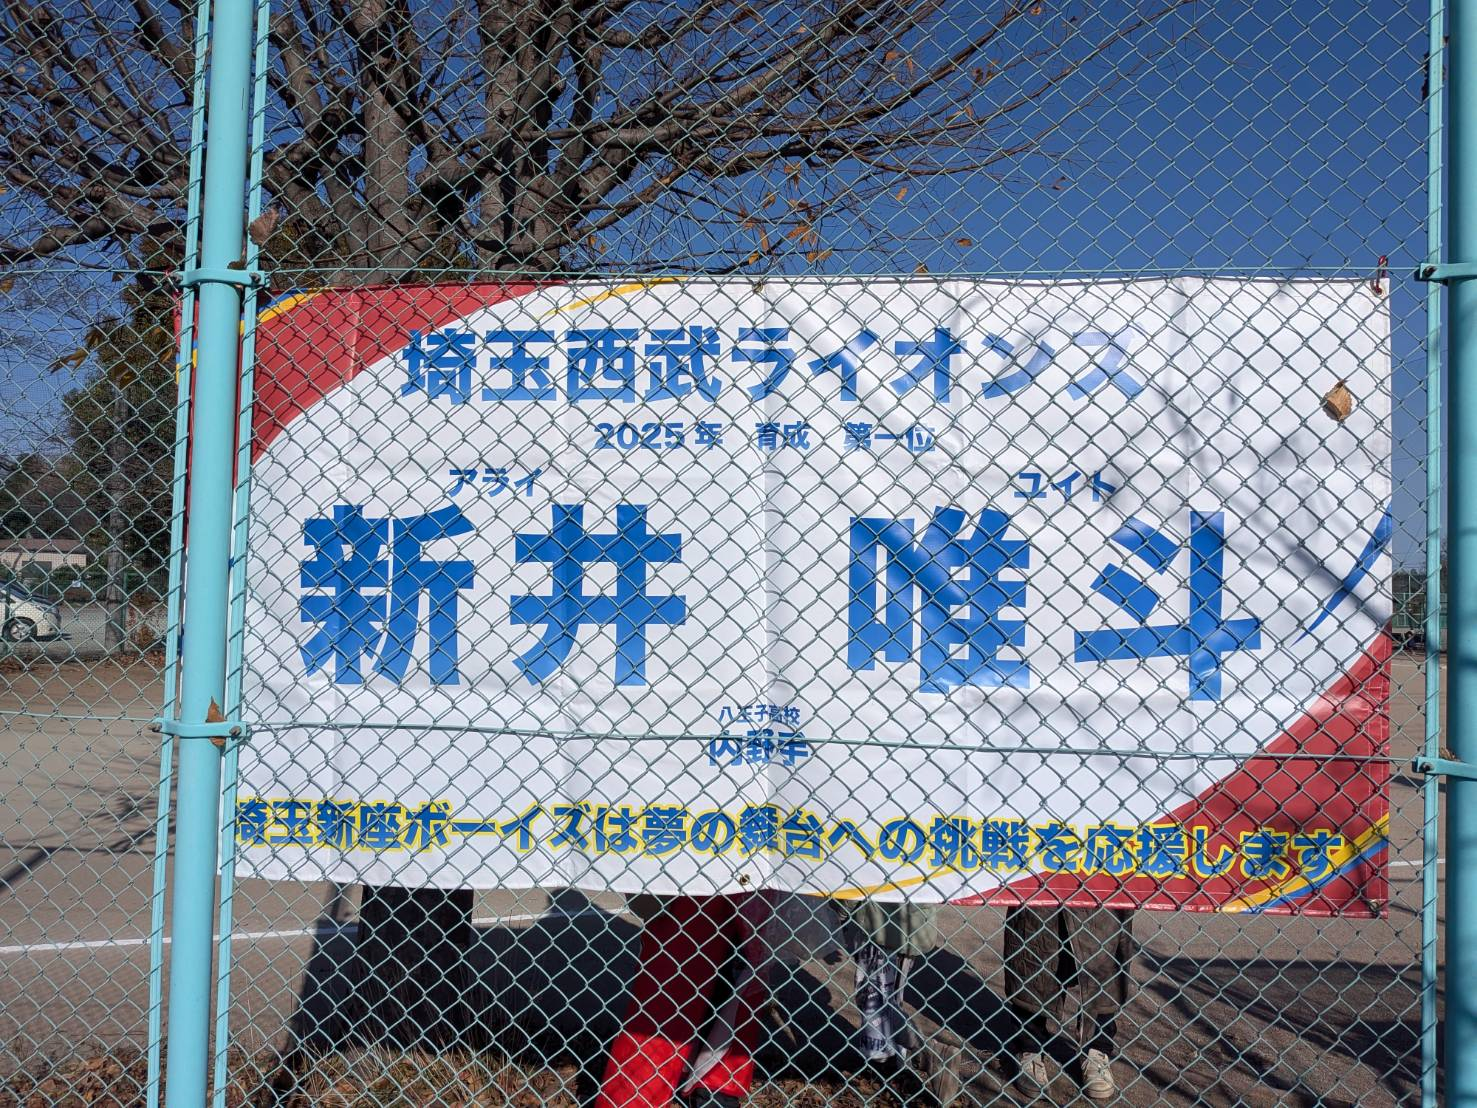 埼玉西武ライオンズ
2025年 育成 第一位
アライ ユイト
新井 唯斗
八王子高校
内野手
埼玉新座ボーイズは夢の舞台への挑戦を応援します